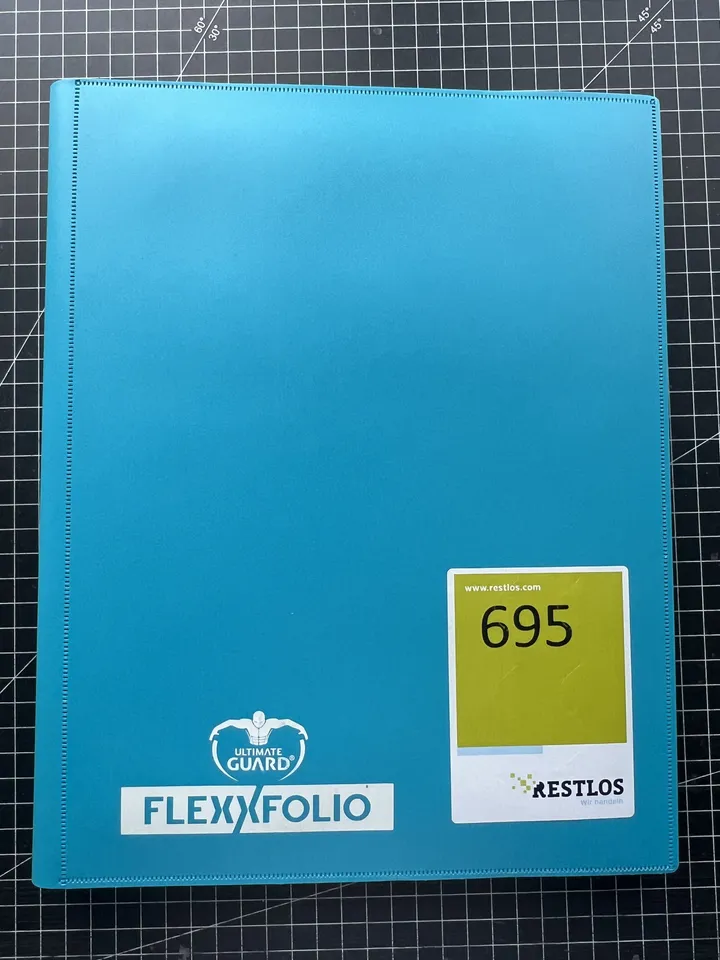 60°
30°
45°
45°
www.restlos.com
695
ULTIMATE
GUARD®
FLEXXFOLIO
RESTLOS
Wir handeln